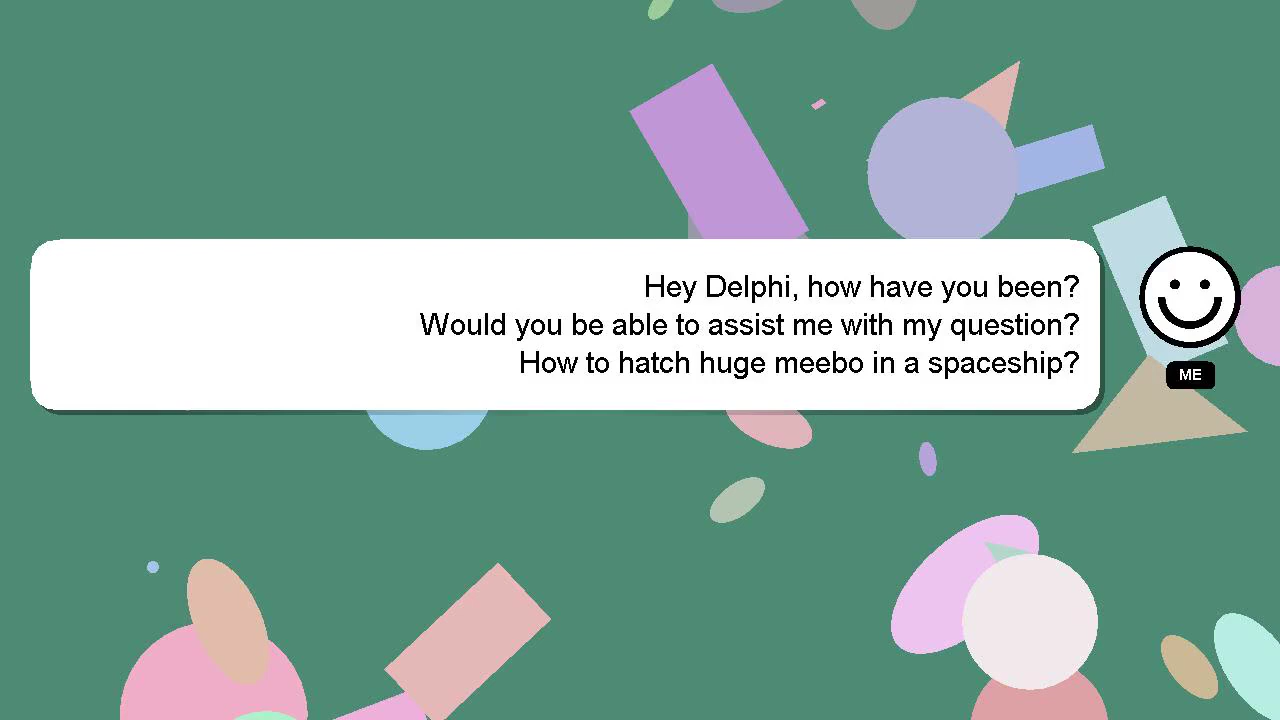 Hey Delphi, how have you been?
Would you be able to assist me with my question?
How to hatch huge meebo in a spaceship?
ME